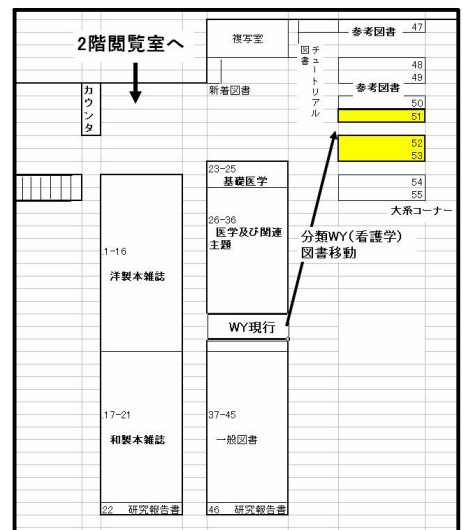 2階閲覧室へ
複写室
チュートリアル
図書
参考図書 47
48
49
参考図書
50
51
52
53
54
55
大系コーナー
カウンタ
新着図書
23-25
基礎医学
26-36
医学及び関連
主題
分類WY(看護学)
図書移動
WY現行
1-16
洋製本雑誌
17-21
和製本雑誌
37-45
一般図書
22 研究報告書
46 研究報告書